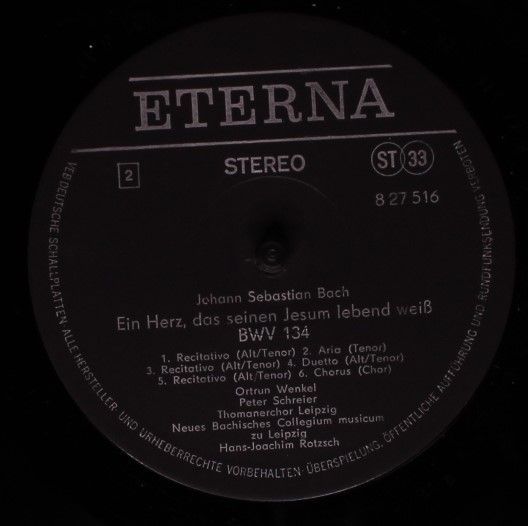 ETERNA
2
STEREO
ST 33
8 27 516
Johann Sebastian Bach
Ein Herz, das seinen Jesum lebend weiß
BWV 134
1. Recitativo (Alt/Tenor) 2. Aria (Tenor)
3. Recitativo (Alt/Tenor) 4. Duetto (Alt/Tenor)
5. Recitativo (Alt/Tenor) 6. Chorus (Chor)
Ortrun Wenkel
Peter Schreier
Thomanerchor Leipzig
Neues Bachisches Collegium musicum
zu Leipzig
Hans-Joachim Rotzsch
VEB DEUTSCHE SCHALLPLATTEN · ALLE HERSTELLER- UND URHEBERRECHTE VORBEHALTEN: ÜBERSPIELUNG, ÖFFENTLICHE AUFFÜHRUNG UND RUNDFUNKSENDUNG VERBOTEN